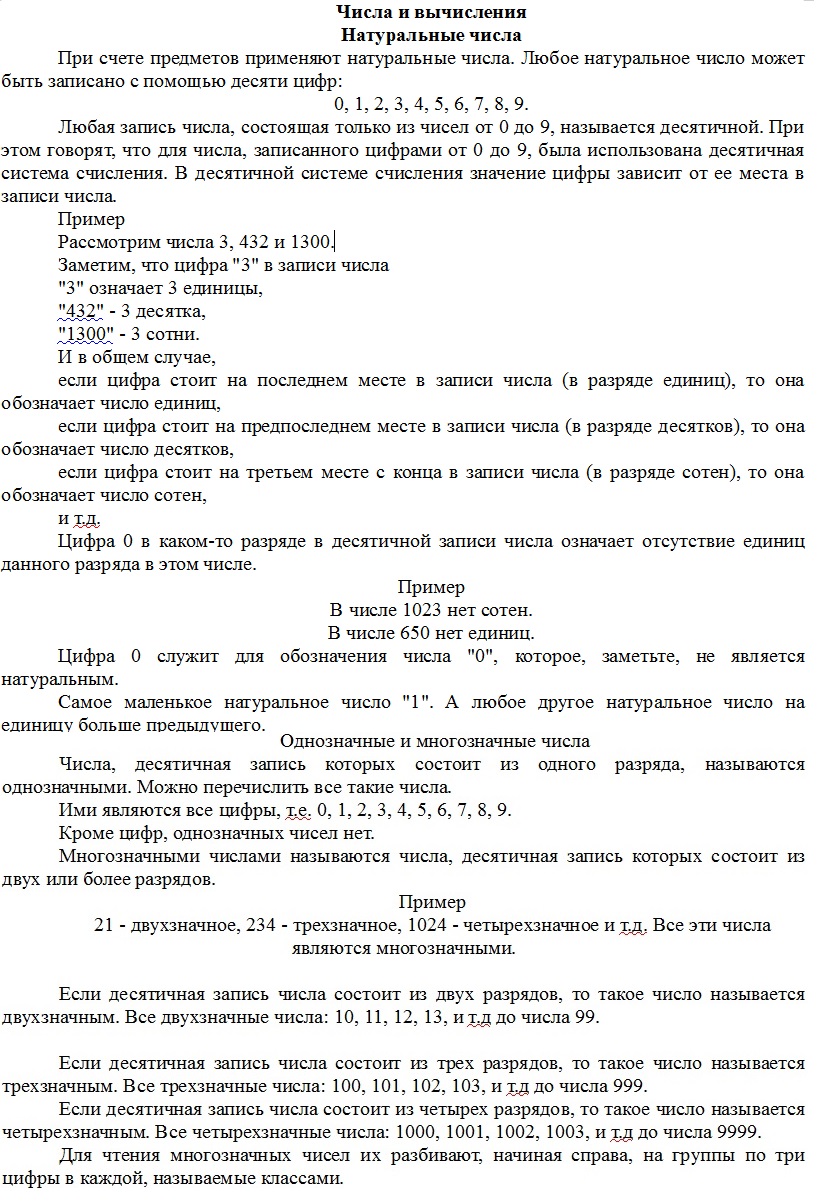 Числа и вычисления
Натуральные числа
При счете предметов применяют натуральные числа. Любое натуральное число может
быть записано с помощью десяти цифр:
0, 1, 2, 3, 4, 5, 6, 7, 8, 9.
Любая запись числа, состоящая только из чисел от 0 до 9, называется десятичной. При
этом говорят, что для числа, записанного цифрами от 0 до 9, была использована десятичная
система счисления. В десятичной системе счисления значение цифры зависит от ее места в
записи числа.
Пример
Рассмотрим числа 3, 432 и 1300.
Заметим, что цифра "3" в записи числа
"3" означает 3 единицы,
"432" - 3 десятка,
"1300" - 3 сотни.
И в общем случае,
если цифра стоит на последнем месте в записи числа (в разряде единиц), то она
обозначает число единиц,
если цифра стоит на предпоследнем месте в записи числа (в разряде десятков), то она
обозначает число десятков,
если цифра стоит на третьем месте с конца в записи числа (в разряде сотен), то она
обозначает число сотен,
и т.д.
Цифра 0 в каком-то разряде в десятичной записи числа означает отсутствие единиц
данного разряда в этом числе.
Пример
В числе 1023 нет сотен.
В числе 650 нет единиц.
Цифра 0 служит для обозначения числа "0", которое, заметьте, не является
натуральным.
Самое маленькое натуральное число "1". А любое другое натуральное число на
единицу больше предыдущего.
Однозначные и многозначные числа
Числа, десятичная запись которых состоит из одного разряда, называются
однозначными. Можно перечислить все такие числа.
Ими являются все цифры, т.е. 0, 1, 2, 3, 4, 5, 6, 7, 8, 9.
Кроме цифр, однозначных чисел нет.
Многозначными числами называются числа, десятичная запись которых состоит из
двух или более разрядов.
Пример
21 - двухзначное, 234 - трехзначное, 1024 - четырехзначное и т.д. Все эти числа
являются многозначными.
Если десятичная запись числа состоит из двух разрядов, то такое число называется
двухзначным. Все двухзначные числа: 10, 11, 12, 13, и т.д до числа 99.
Если десятичная запись числа состоит из трех разрядов, то такое число называется
трехзначным. Все трехзначные числа: 100, 101, 102, 103, и т.д до числа 999.
Если десятичная запись числа состоит из четырех разрядов, то такое число называется
четырехзначным. Все четырехзначные числа: 1000, 1001, 1002, 1003, и т.д до числа 9999.
Для чтения многозначных чисел их разбивают, начиная справа, на группы по три
цифры в каждой, называемые классами.